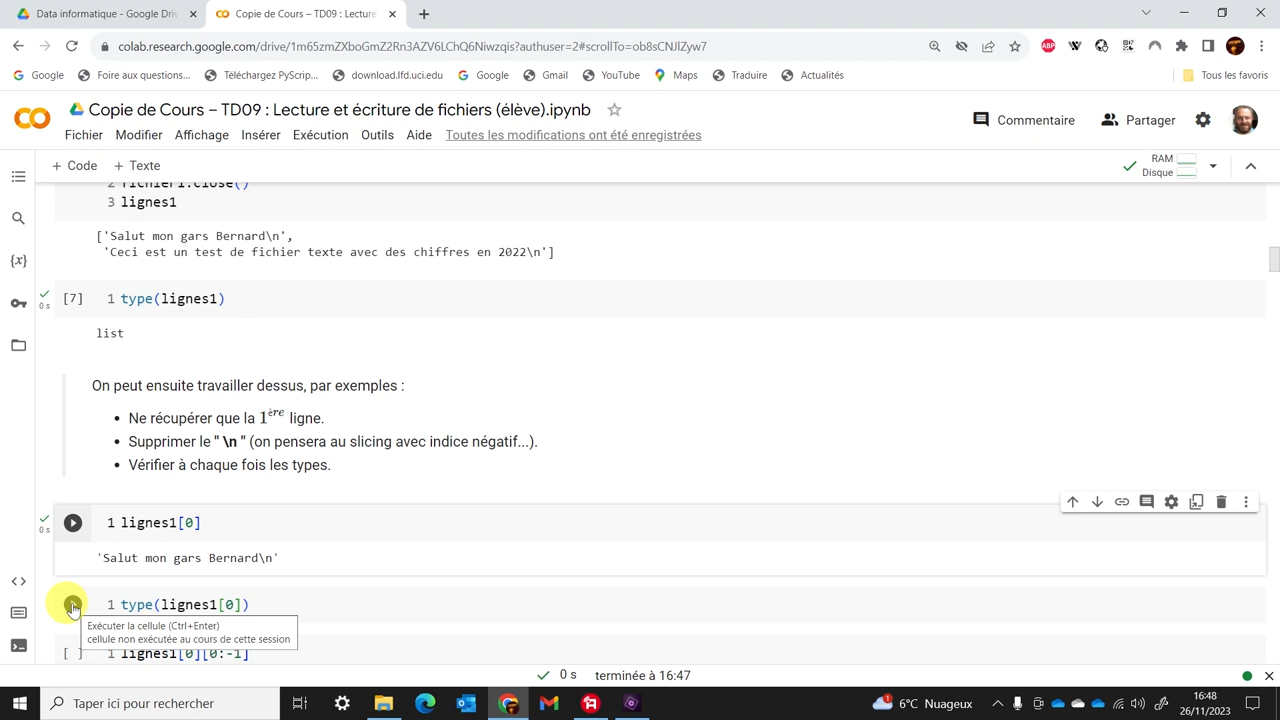 Data informatique - Google Driv
Copie de Cours – TD09 : Lecture
colab.research.google.com/drive/1m65zmZXboGmZ2Rn3AZV6LChQ6Niwzqis?authuser=2#scrollTo=ob8sCNJlZyw7
Google
Foire aux questions...
Téléchargez PyScrip...
download.lfd.uci.edu
Google
Gmail
YouTube
Maps
Traduire
Actualités
Tous les favoris
Copie de Cours – TD09 : Lecture et écriture de fichiers (élève).ipynb
Fichier
Modifier
Affichage
Insérer
Exécution
Outils
Aide
Toutes les modifications ont été enregistrées
Commentaire
Partager
+ Code
+ Texte
RAM
Disque
2 fichier1.close()
3 lignes1
['Salut mon gars Bernard\n',
'Ceci est un test de fichier texte avec des chiffres en 2022\n']
0 s
[7]
1 type(lignes1)
list
On peut ensuite travailler dessus, par exemples :
• Ne récupérer que la 1ère ligne.
• Supprimer le " \n " (on pensera au slicing avec indice négatif...).
• Vérifier à chaque fois les types.
0 s
1 lignes1[0]
'Salut mon gars Bernard\n'
1 type(lignes1[0])
Exécuter la cellule (Ctrl+Enter)
cellule non exécutée au cours de cette session
[ ]
1 lignes1[0][0:-1]
0 s
terminée à 16:47
Taper ici pour rechercher
6°C Nuageux
16:48
26/11/2023